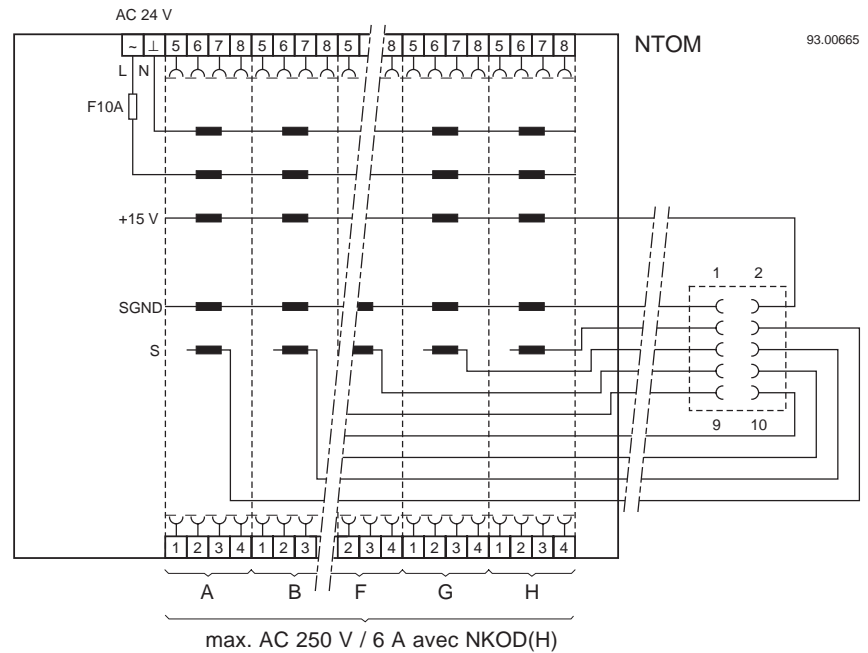 AC 24 V
NTOM
93.00665
~ ⊥ 5 6 7 8 5 6 7 8 5 8 5 6 7 8 5 6 7 8
L N
F10A
+15 V
1 2
SGND
S
9 10
1 2 3 4 1 2 3 2 3 4 1 2 3 4 1 2 3 4
A B F G H
max. AC 250 V / 6 A avec NKOD(H)